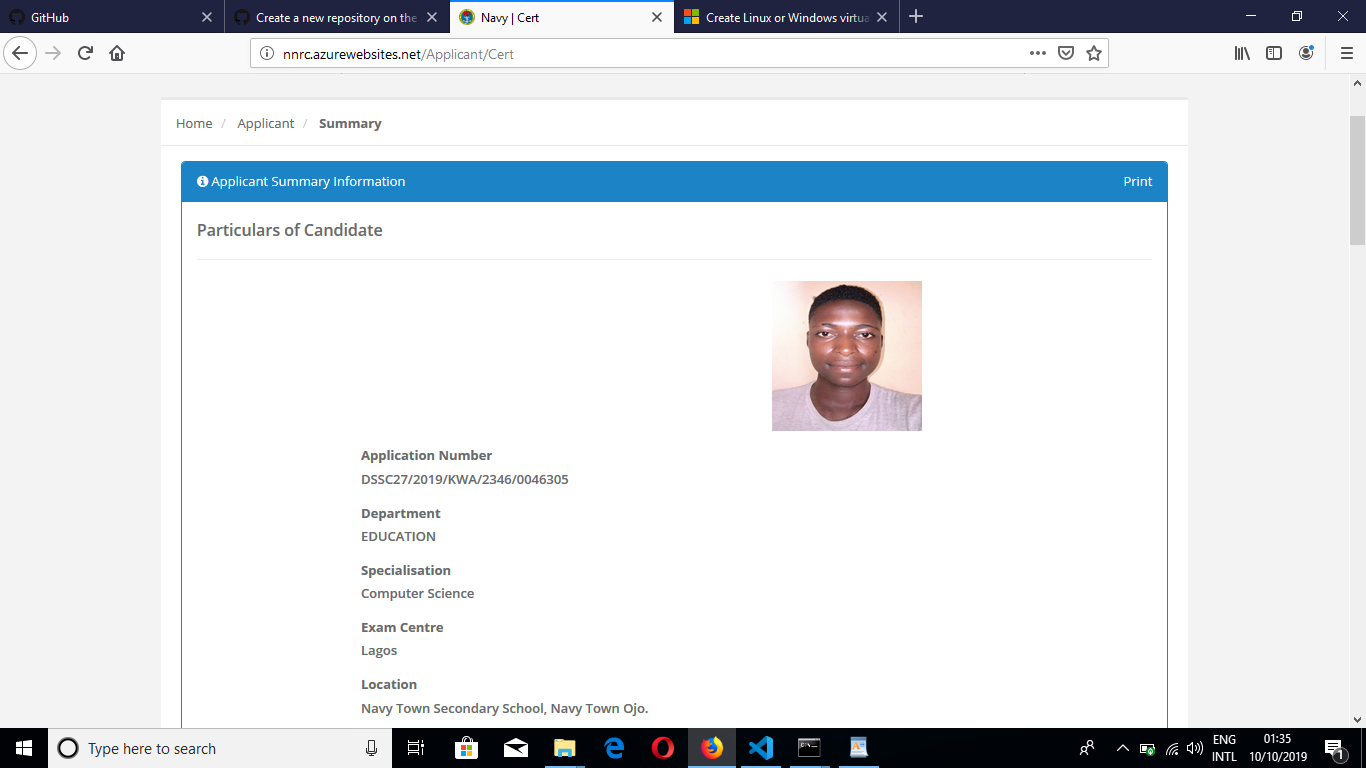 GitHub
Create a new repository on the
Navy | Cert
Create Linux or Windows virtua
nnrc.azurewebsites.net/Applicant/Cert
Home / Applicant / Summary
Applicant Summary Information
Print
Particulars of Candidate
Application Number
DSSC27/2019/KWA/2346/0046305
Department
EDUCATION
Specialisation
Computer Science
Exam Centre
Lagos
Location
Navy Town Secondary School, Navy Town Ojo.
Type here to search
ENG
INTL
01:35
10/10/2019
1